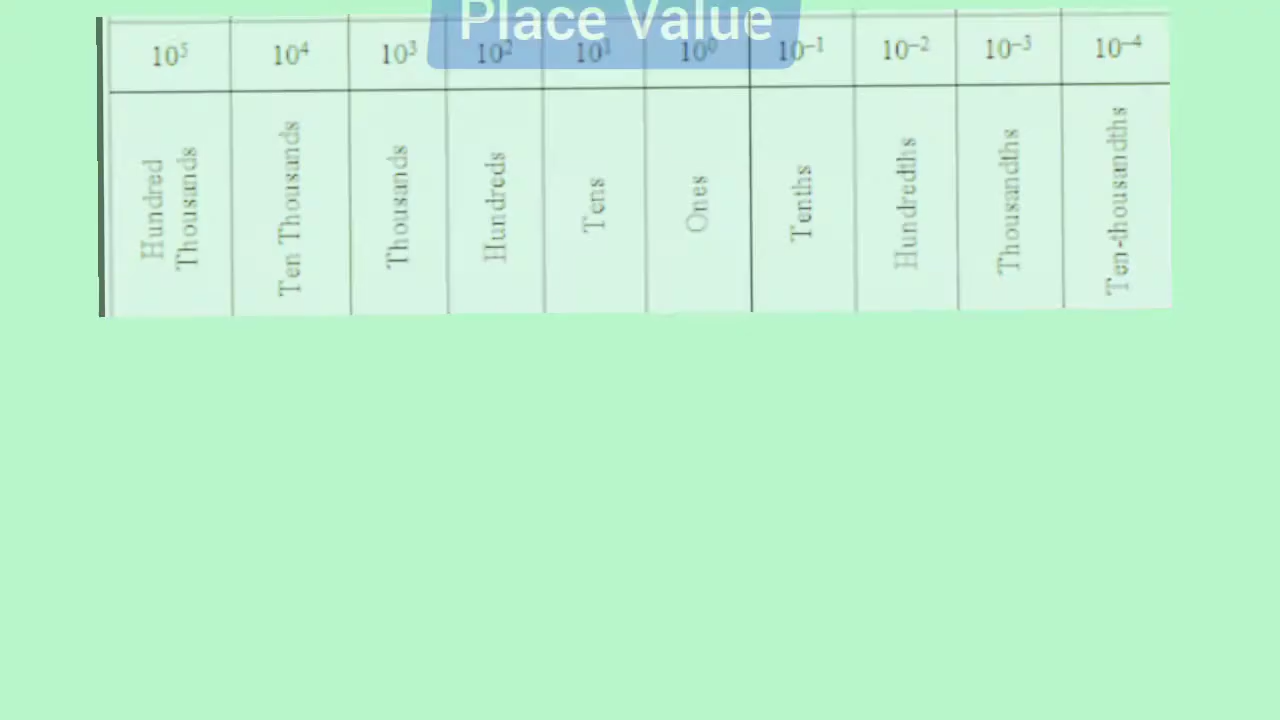 Place Value
10⁵ 10⁴ 10³ 10² 10¹ 10⁰ 10⁻¹ 10⁻² 10⁻³ 10⁻⁴
Hundred
Thousands
Ten Thousands
Thousands
Hundreds
Tens
Ones
Tenths
Hundredths
Thousandths
Ten-thousandths